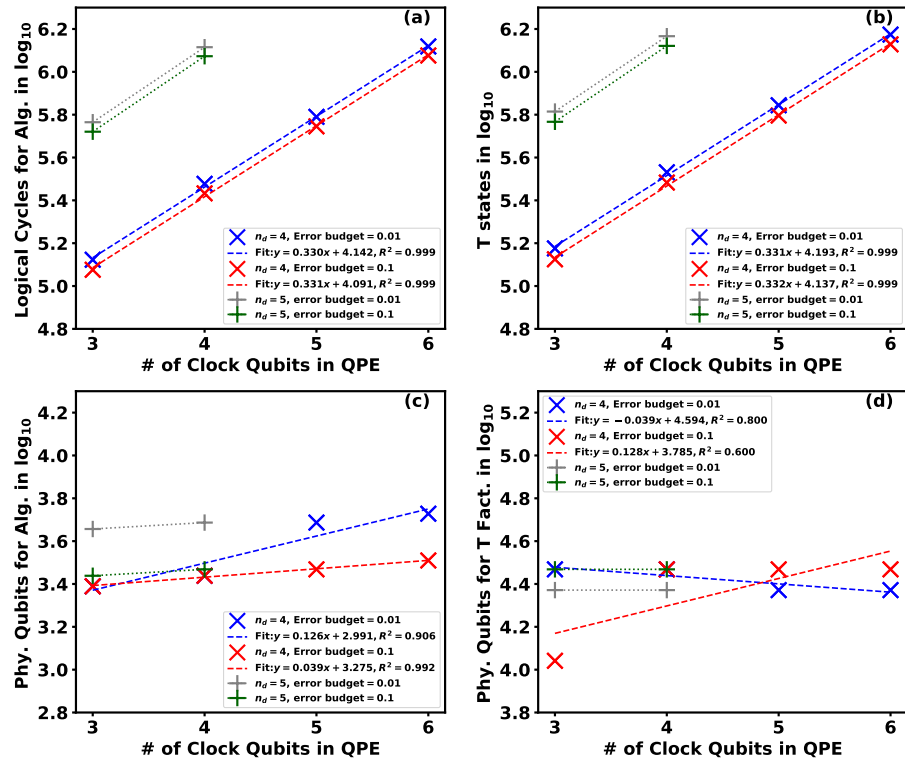 (a)
Logical Cycles for Alg. in log₁₀
6.2
6.0
5.8
5.6
5.4
5.2
5.0
4.8
n_d = 4, Error budget = 0.01
Fit:y = 0.330x + 4.142, R² = 0.999
n_d = 4, Error budget = 0.1
Fit:y = 0.331x + 4.091, R² = 0.999
n_d = 5, error budget = 0.01
n_d = 5, error budget = 0.1
3 4 5 6
# of Clock Qubits in QPE
(b)
T states in log₁₀
6.2
6.0
5.8
5.6
5.4
5.2
5.0
4.8
n_d = 4, Error budget = 0.01
Fit:y = 0.331x + 4.193, R² = 0.999
n_d = 4, Error budget = 0.1
Fit:y = 0.332x + 4.137, R² = 0.999
n_d = 5, error budget = 0.01
n_d = 5, error budget = 0.1
3 4 5 6
# of Clock Qubits in QPE
(c)
Phy. Qubits for Alg. in log₁₀
4.2
4.0
3.8
3.6
3.4
3.2
3.0
2.8
n_d = 4, Error budget = 0.01
Fit:y = 0.126x + 2.991, R² = 0.906
n_d = 4, Error budget = 0.1
Fit:y = 0.039x + 3.275, R² = 0.992
n_d = 5, error budget = 0.01
n_d = 5, error budget = 0.1
3 4 5 6
# of Clock Qubits in QPE
(d)
Phy. Qubits for T Fact. in log₁₀
5.2
5.0
4.8
4.6
4.4
4.2
4.0
3.8
n_d = 4, Error budget = 0.01
Fit:y = −0.039x + 4.594, R² = 0.800
n_d = 4, Error budget = 0.1
Fit:y = 0.128x + 3.785, R² = 0.600
n_d = 5, error budget = 0.01
n_d = 5, error budget = 0.1
3 4 5 6
# of Clock Qubits in QPE